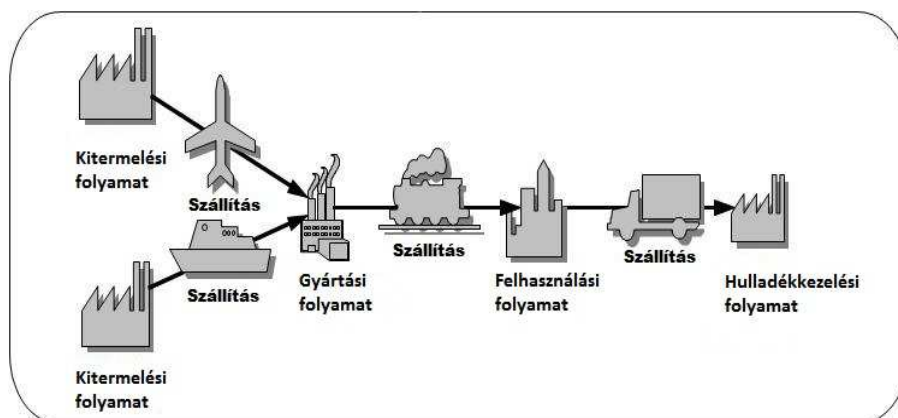 Kitermelési
folyamat
Szállítás
Szállítás
Kitermelési
folyamat
Gyártási
folyamat
Szállítás
Felhasználási
folyamat
Szállítás
Hulladékkezelési
folyamat